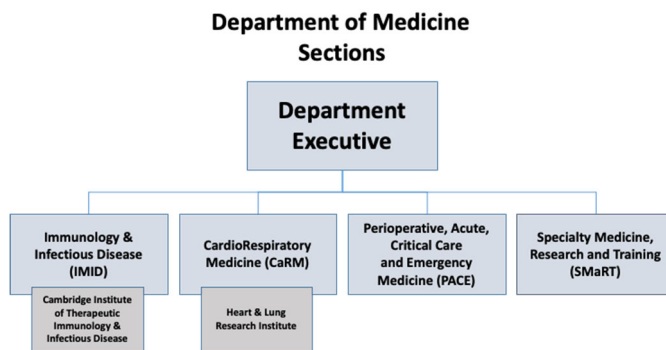 Department of Medicine
Sections
Department
Executive
Immunology &
Infectious Disease
(IMID)
CardioRespiratory
Medicine (CaRM)
Perioperative, Acute,
Critical Care
and Emergency
Medicine (PACE)
Specialty Medicine,
Research and Training
(SMaRT)
Cambridge Institute
of Therapeutic
Immunology &
Infectious Disease
Heart & Lung
Research Institute